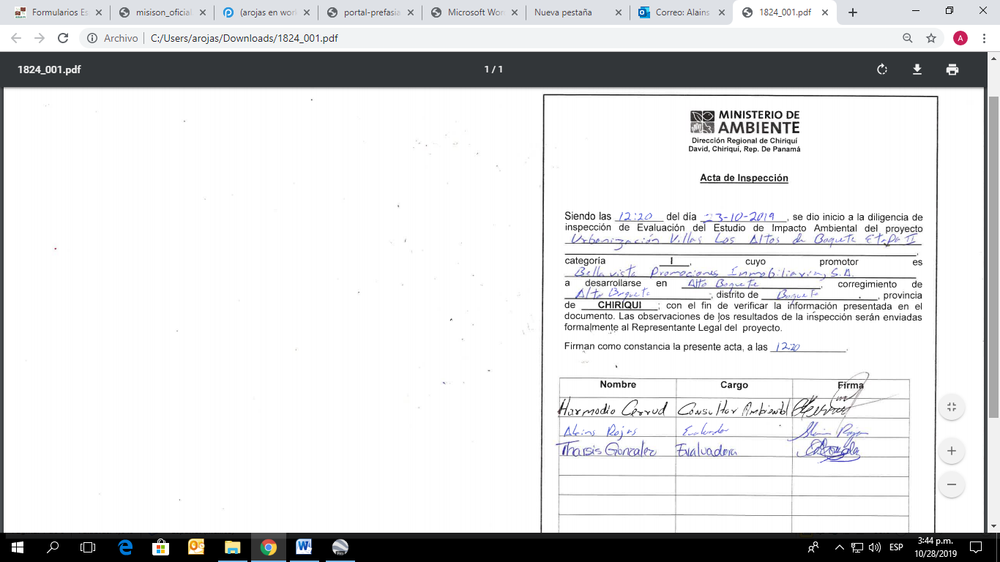 Formularios Es
misison_oficial
(arojas en worl
portal-prefasia
Microsoft Wor
Nueva pestaña
Correo: Alains
1824_001.pdf
Archivo C:/Users/arojas/Downloads/1824_001.pdf
A
1824_001.pdf
1 / 1
MINISTERIO DE
AMBIENTE
Dirección Regional de Chiriquí
David, Chiriquí, Rep. De Panamá
Acta de Inspección
Siendo las 12:20 del día 23-10-2019, se dio inicio a la diligencia de
inspección de Evaluación del Estudio de Impacto Ambiental del proyecto
Urbanización Villas Los Altos de Boquete Etapa II
categoría I, cuyo promotor es
Bella vista Promociones Inmobiliaria, S.A.
a desarrollarse en Alto Boquete, corregimiento de
Alto Boquete, distrito de Boquete, provincia
de CHIRIQUI; con el fin de verificar la información presentada en el
documento. Las observaciones de los resultados de la inspección serán enviadas
formalmente al Representante Legal del proyecto.
Firman como constancia la presente acta, a las 12:20.
Nombre Cargo Firma
Harmodio Cerrud Consultor Ambiental
Alains Rojas Evaluador Alains Rojas
Tharsis Gonzalez Evaluadora
ESP
3:44 p.m.
10/28/2019